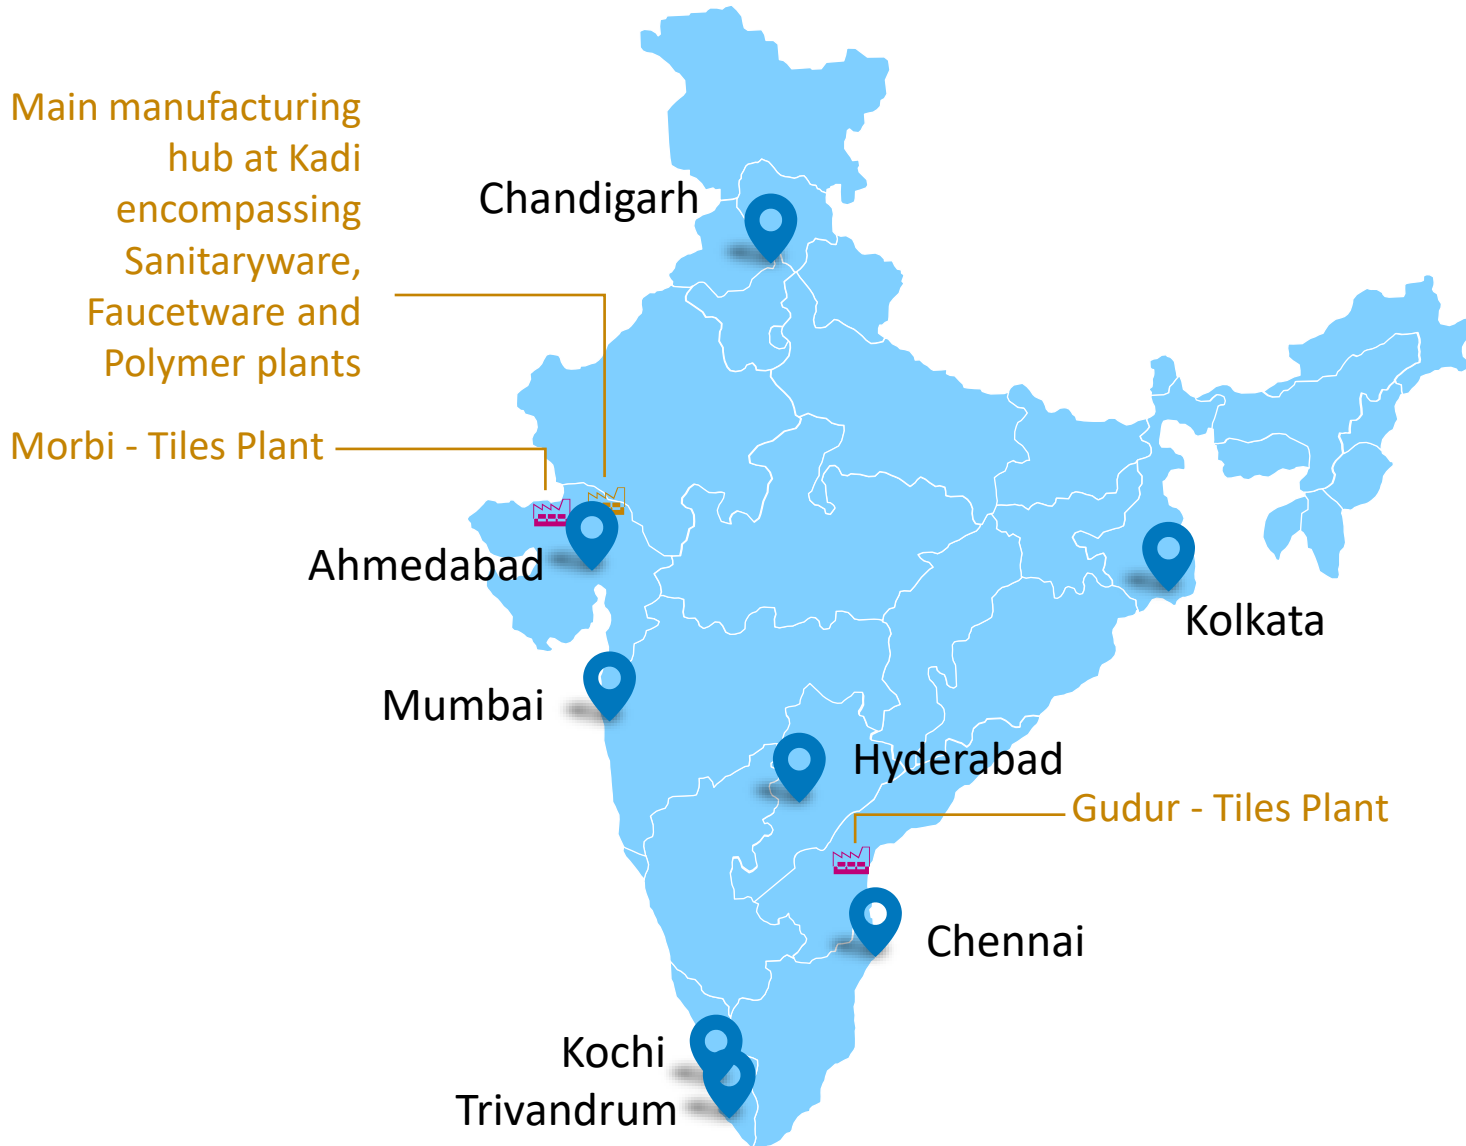 Main manufacturing
hub at Kadi
encompassing
Sanitaryware,
Faucetware and
Polymer plants
Chandigarh
Morbi - Tiles Plant
Ahmedabad
Kolkata
Mumbai
Hyderabad
Gudur - Tiles Plant
Chennai
Kochi
Trivandrum